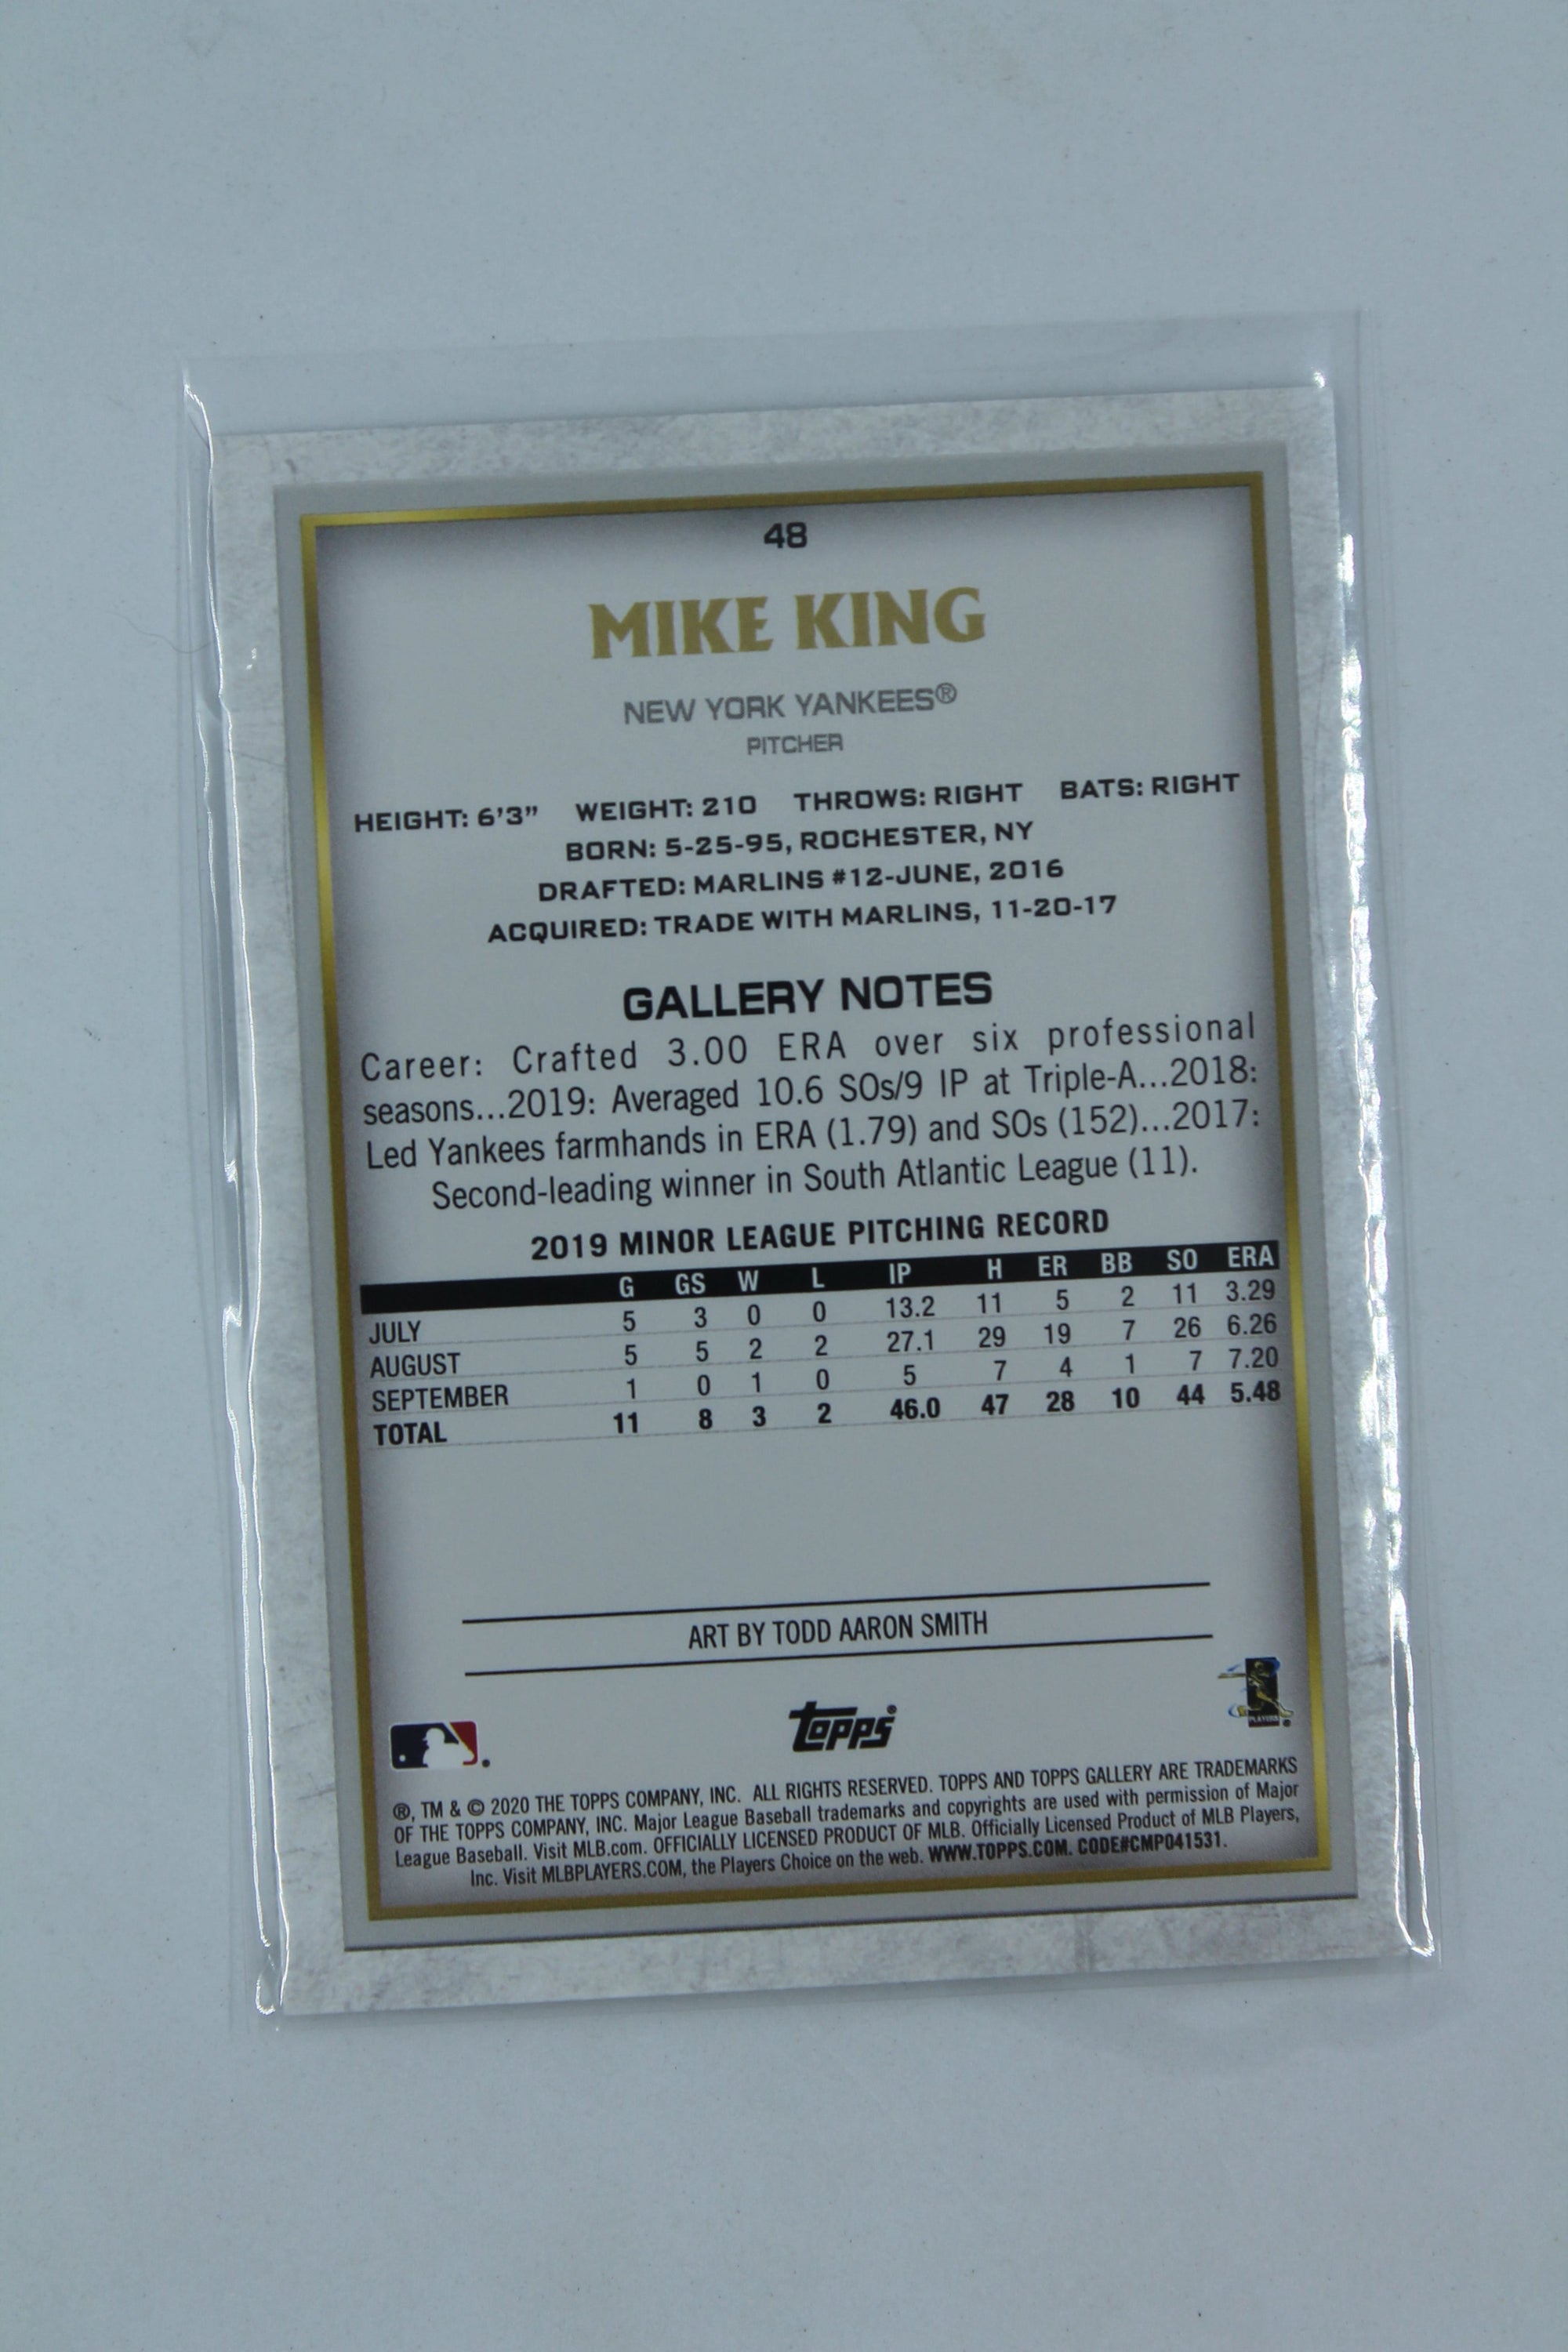 48
MIKE KING
NEW YORK YANKEES®
PITCHER
HEIGHT: 6'3" WEIGHT: 210 THROWS: RIGHT BATS: RIGHT
BORN: 5-25-95, ROCHESTER, NY
DRAFTED: MARLINS #12-JUNE, 2016
ACQUIRED: TRADE WITH MARLINS, 11-20-17
GALLERY NOTES
Career: Crafted 3.00 ERA over six professional
seasons...2019: Averaged 10.6 SOs/9 IP at Triple-A...2018:
Led Yankees farmhands in ERA (1.79) and SOs (152)...2017:
Second-leading winner in South Atlantic League (11).
2019 MINOR LEAGUE PITCHING RECORD
G GS W L IP H ER BB SO ERA
JULY 5 3 0 0 13.2 11 5 2 11 3.29
AUGUST 5 5 2 2 27.1 29 19 7 26 6.26
SEPTEMBER 1 0 1 0 5 7 4 1 7 7.20
TOTAL 11 8 3 2 46.0 47 28 10 44 5.48
ART BY TODD AARON SMITH
topps
PLAYERS
®, TM & © 2020 THE TOPPS COMPANY, INC. ALL RIGHTS RESERVED. TOPPS AND TOPPS GALLERY ARE TRADEMARKS
OF THE TOPPS COMPANY, INC. Major League Baseball trademarks and copyrights are used with permission of Major
League Baseball. Visit MLB.com. OFFICIALLY LICENSED PRODUCT OF MLB. Officially Licensed Product of MLB Players,
Inc. Visit MLBPLAYERS.COM, the Players Choice on the web. WWW.TOPPS.COM. CODE#CMP041531.